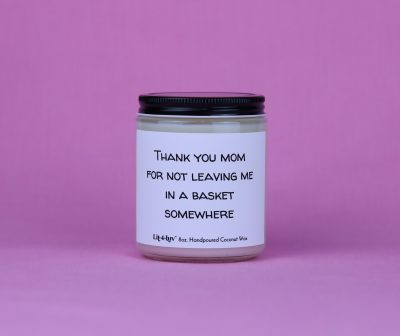 Thank you mom
for not leaving me
in a basket
somewhere
8oz. Handpoured Coconut Wax